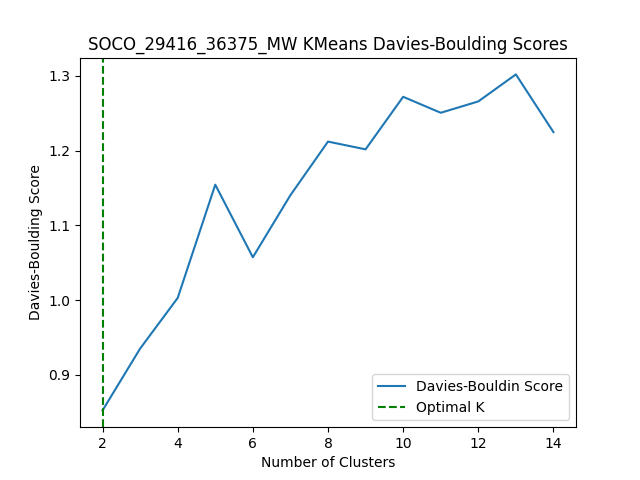 SOCO_29416_36375_MW KMeans Davies-Boulding Scores
1.3
1.2
1.1
1.0
0.9
Davies-Boulding Score
2 4 6 8 10 12 14
Number of Clusters
Davies-Bouldin Score
Optimal K